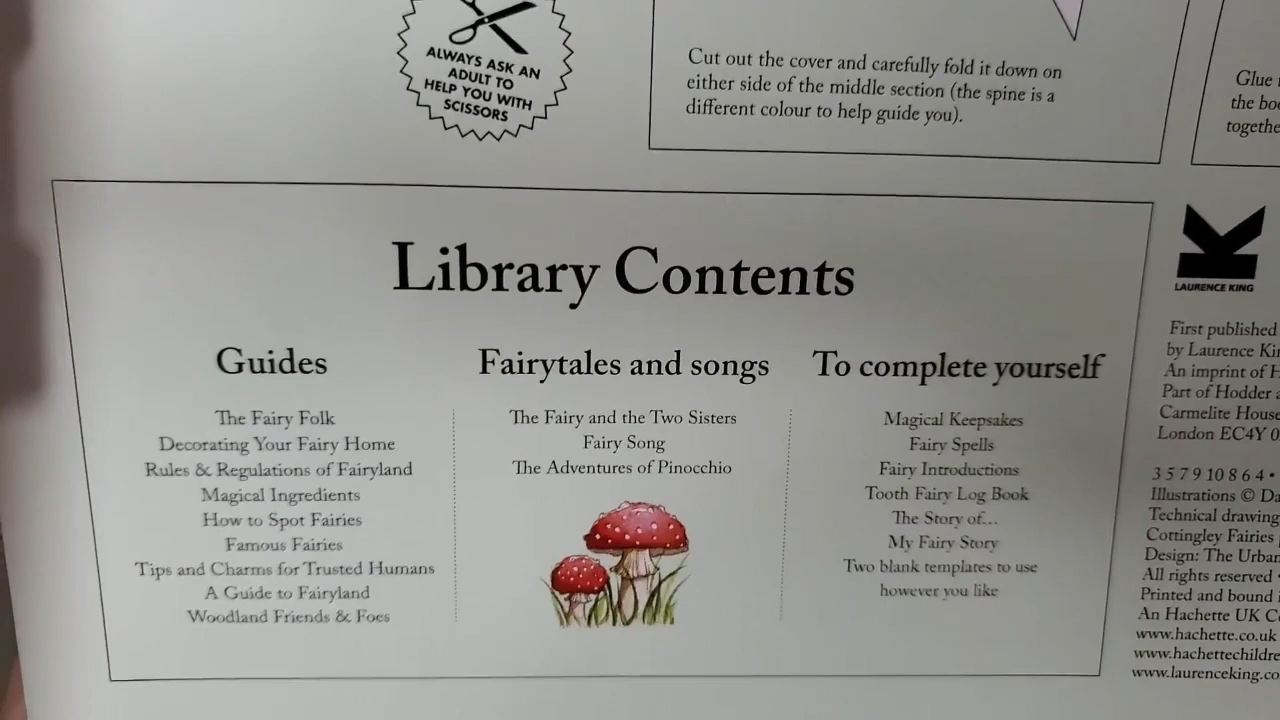 ALWAYS ASK AN
ADULT TO
HELP YOU WITH
SCISSORS
Cut out the cover and carefully fold it down on
either side of the middle section (the spine is a
different colour to help guide you).
Glue
the
togethe
Library Contents
Guides
The Fairy Folk
Decorating Your Fairy Home
Rules & Regulations of Fairyland
Magical Ingredients
How to Spot Fairies
Famous Fairies
Tips and Charms for Trusted Humans
A Guide to Fairyland
Woodland Friends & Foes
Fairytales and songs
The Fairy and the Two Sisters
Fairy Song
The Adventures of Pinocchio
To complete yourself
Magical Keepsakes
Fairy Spells
Fairy Introductions
Tooth Fairy Log Book
The Story of...
My Fairy Story
Two blank templates to use
however you like
LAURENCE KING
First published
by Laurence Ki
An imprint of H
Part of Hodder
Carmelite House
London EC4Y 0
3 5 7 9 10 8 6 4 •
Illustrations © Da
Technical drawing
Cottingley Fairies
Design: The Urban
All rights reserved
Printed and bound
An Hachette UK C
www.hachette.co.uk
www.hachettechildre
www.laurenceking.co